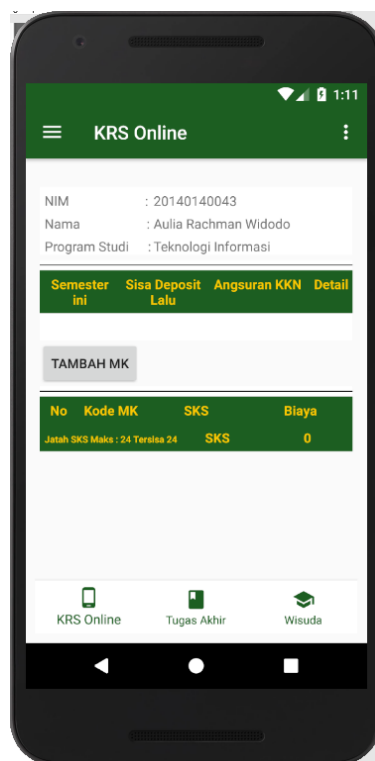 1:11
KRS Online
NIM : 20140140043
Nama : Aulia Rachman Widodo
Program Studi : Teknologi Informasi
Semester ini Sisa Deposit Lalu Angsuran KKN Detail
TAMBAH MK
No Kode MK SKS Biaya
Jatah SKS Maks : 24 Tersisa 24 SKS 0
KRS Online Tugas Akhir Wisuda